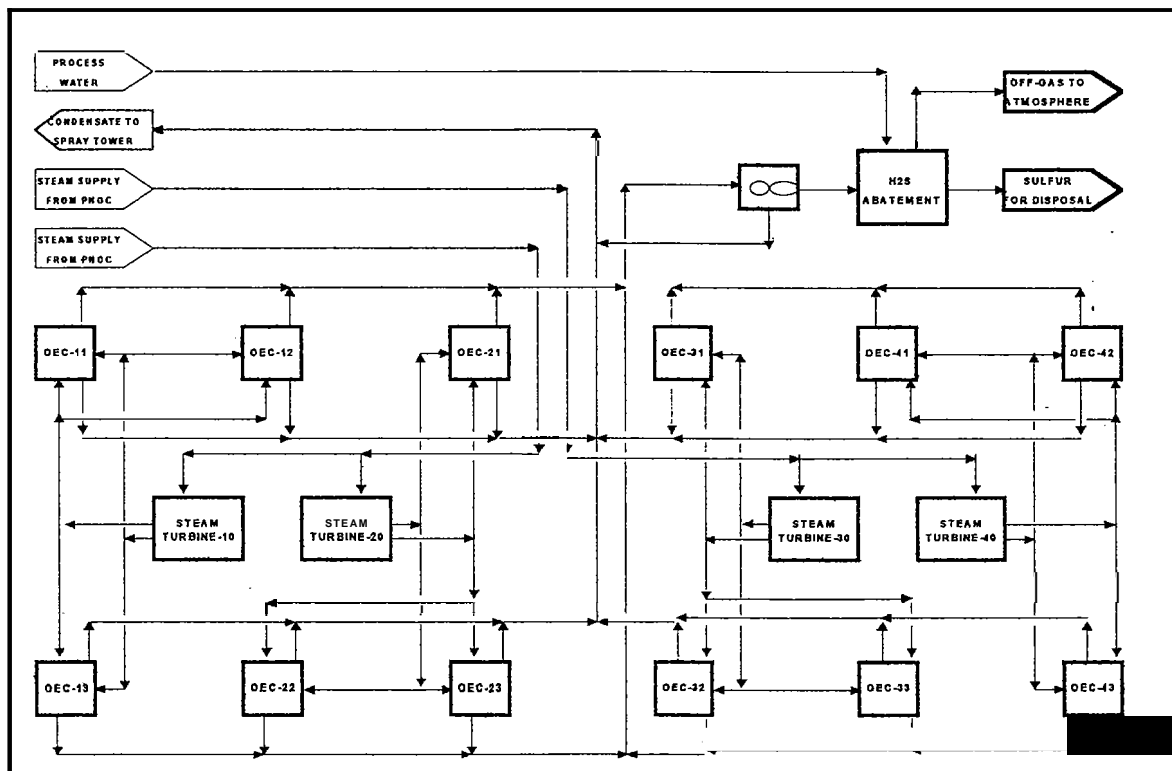 PROCESS
WATER
OFF-GAS TO
ATMOSPHERE
CONDENSATE TO
SPRAY TOWER
STEAM SUPPLY
FROM PNOC
H2S
ABATEMENT
SULFUR
FOR DISPOSAL
STEAM SUPPLY
FROM PNOC
OEC-11
OEC-12
OEC-21
OEC-31
OEC-41
OEC-42
STEAM
TURBINE-10
STEAM
TURBINE-20
STEAM
TURBINE-30
STEAM
TURBINE-40
OEC-13
OEC-22
OEC-23
OEC-32
OEC-33
OEC-43